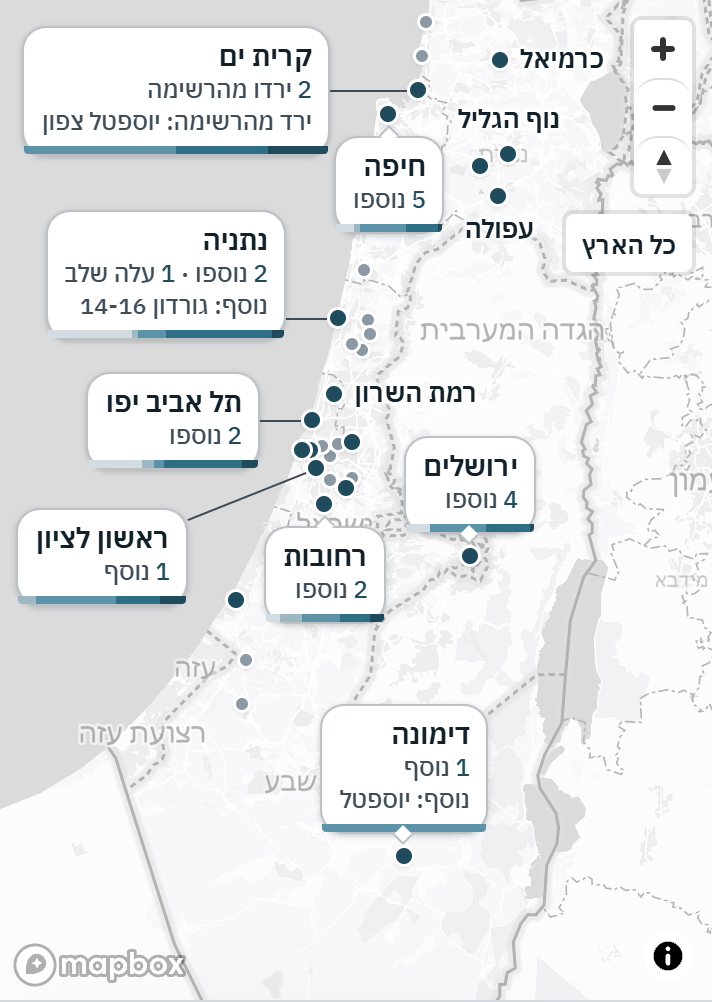 קרית ים
2 ירדו מהרשימה
ירד מהרשימה: יוספטל צפון
כרמיאל
נוף הגליל
חיפה
5 נוספו
עפולה
כל הארץ
נתניה
2 נוספו · 1 עלה שלב
נוסף: גורדון 14-16
הגדה המערבית
רמת השרון
תל אביב יפו
2 נוספו
ירושלים
4 נוספו
ראשון לציון
1 נוסף
רחובות
2 נוספו
מידבא
עזה
רצועת עזה
דימונה
1 נוסף
נוסף: יוספטל
שבע
mapbox